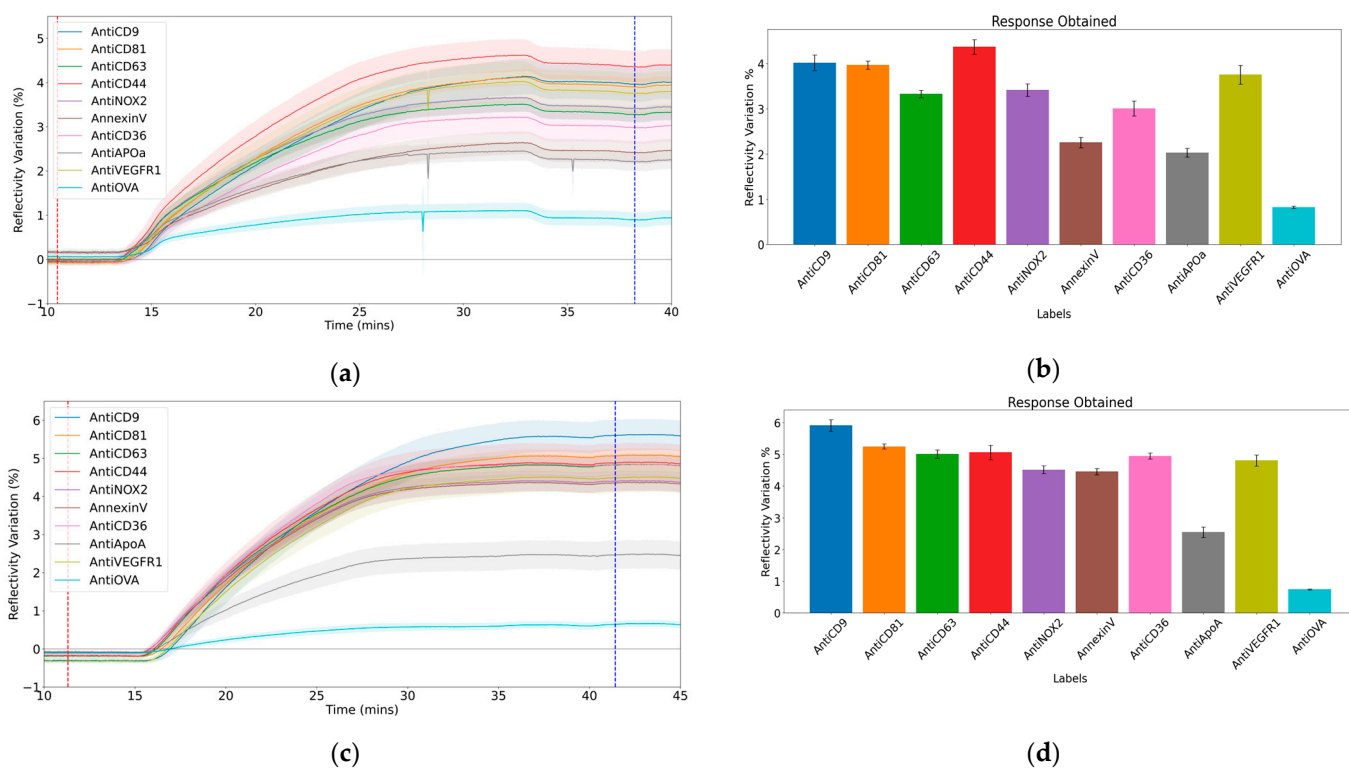 5
4
3
2
1
0
−1
Reflectivity Variation (%)
AntiCD9
AntiCD81
AntiCD63
AntiCD44
AntiNOX2
AnnexinV
AntiCD36
AntiAPOa
AntiVEGFR1
AntiOVA
10 15 20 25 30 35 40
Time (mins)
(a)
Response Obtained
4
3
2
1
0
Reflectivity Variation %
AntiCD9 AntiCD81 AntiCD63 AntiCD44 AntiNOX2 AnnexinV AntiCD36 AntiAPOa AntiVEGFR1 AntiOVA
Labels
(b)
6
5
4
3
2
1
0
−1
Reflectivity Variation (%)
AntiCD9
AntiCD81
AntiCD63
AntiCD44
AntiNOX2
AnnexinV
AntiCD36
AntiApoA
AntiVEGFR1
AntiOVA
10 15 20 25 30 35 40 45
Time (mins)
(c)
Response Obtained
6
5
4
3
2
1
0
Reflectivity Variation %
AntiCD9 AntiCD81 AntiCD63 AntiCD44 AntiNOX2 AnnexinV AntiCD36 AntiApoA AntiVEGFR1 AntiOVA
Labels
(d)